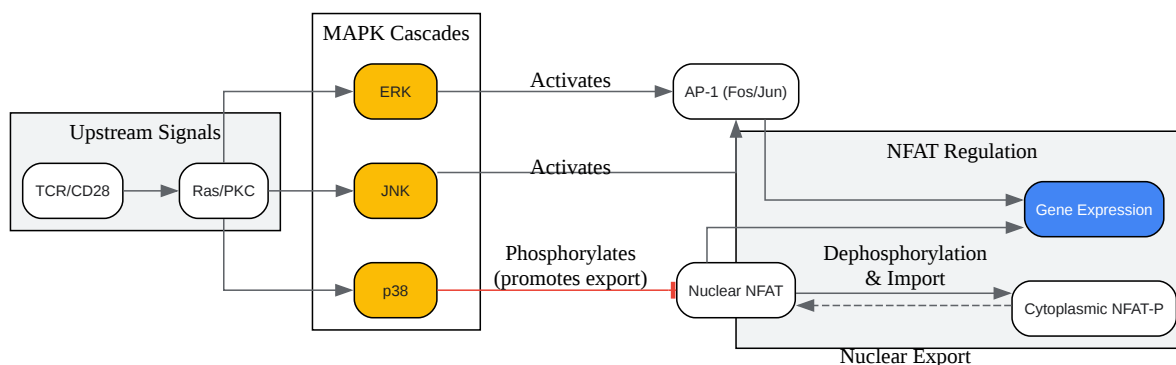 MAPK Cascades
ERK
Activates
AP-1 (Fos/Jun)
Upstream Signals
NFAT Regulation
TCR/CD28
Ras/PKC
JNK
Activates
Gene Expression
Phosphorylates
(promotes export)
Dephosphorylation
& Import
p38
Nuclear NFAT
Cytoplasmic NFAT-P
Nuclear Export